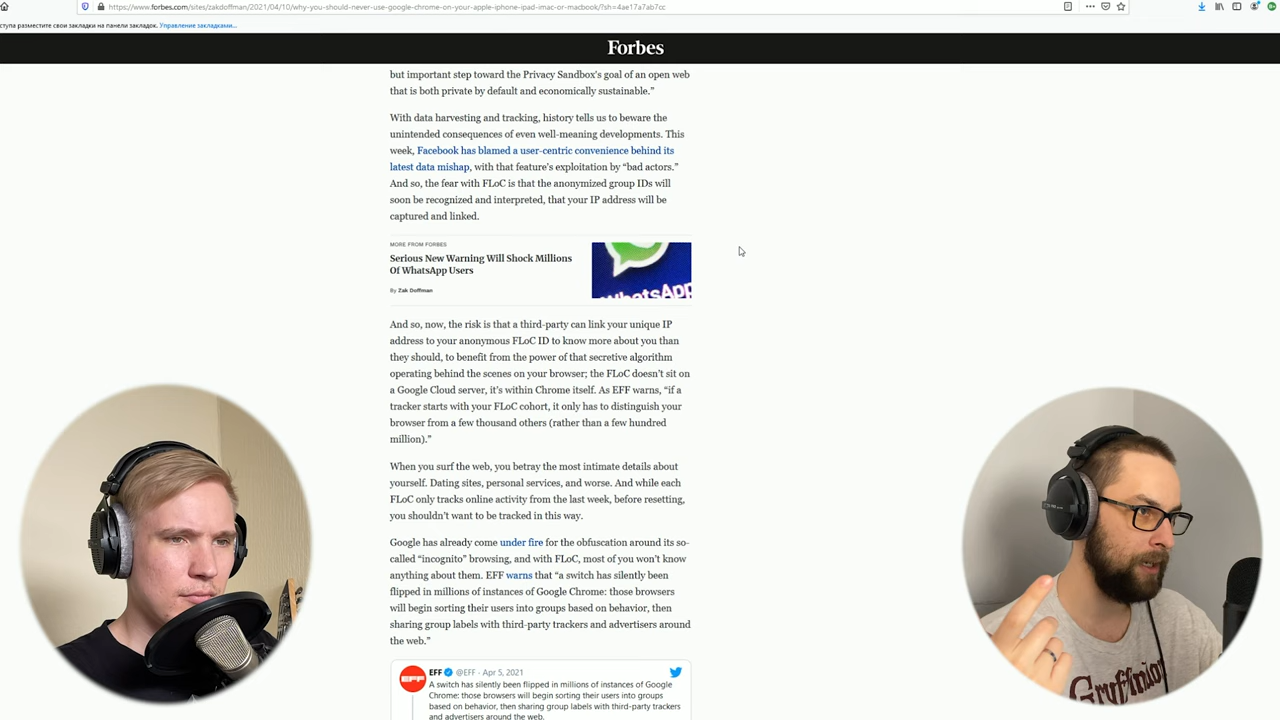 https://www.forbes.com/sites/zakdoffman/2021/04/10/why-you-should-never-use-google-chrome-on-your-apple-iphone-ipad-imac-or-macbook/?sh=4ae17a7ab7cc
ступа разместите свои закладки на панели закладок. Управление закладками...
Forbes
but important step toward the Privacy Sandbox's goal of an open web
that is both private by default and economically sustainable.”
With data harvesting and tracking, history tells us to beware the
unintended consequences of even well-meaning developments. This
week, Facebook has blamed a user-centric convenience behind its
latest data mishap, with that feature's exploitation by “bad actors.”
And so, the fear with FLoC is that the anonymized group IDs will
soon be recognized and interpreted, that your IP address will be
captured and linked.
MORE FROM FORBES
Serious New Warning Will Shock Millions
Of WhatsApp Users
By Zak Doffman
WhatsApp
And so, now, the risk is that a third-party can link your unique IP
address to your anonymous FLoC ID to know more about you than
they should, to benefit from the power of that secretive algorithm
operating behind the scenes on your browser; the FLoC doesn't sit on
a Google Cloud server, it's within Chrome itself. As EFF warns, “if a
tracker starts with your FLoC cohort, it only has to distinguish your
browser from a few thousand others (rather than a few hundred
million).”
When you surf the web, you betray the most intimate details about
yourself. Dating sites, personal services, and worse. And while each
FLoC only tracks online activity from the last week, before resetting,
you shouldn't want to be tracked in this way.
Google has already come under fire for the obfuscation around its so-
called “incognito” browsing, and with FLoC, most of you won't know
anything about them. EFF warns that “a switch has silently been
flipped in millions of instances of Google Chrome: those browsers
will begin sorting their users into groups based on behavior, then
sharing group labels with third-party trackers and advertisers around
the web.”
EFF
EFF @EFF · Apr 5, 2021
A switch has silently been flipped in millions of instances of Google
Chrome: those browsers will begin sorting their users into groups
based on behavior, then sharing group labels with third-party trackers
and advertisers around the web.
Gryffindor